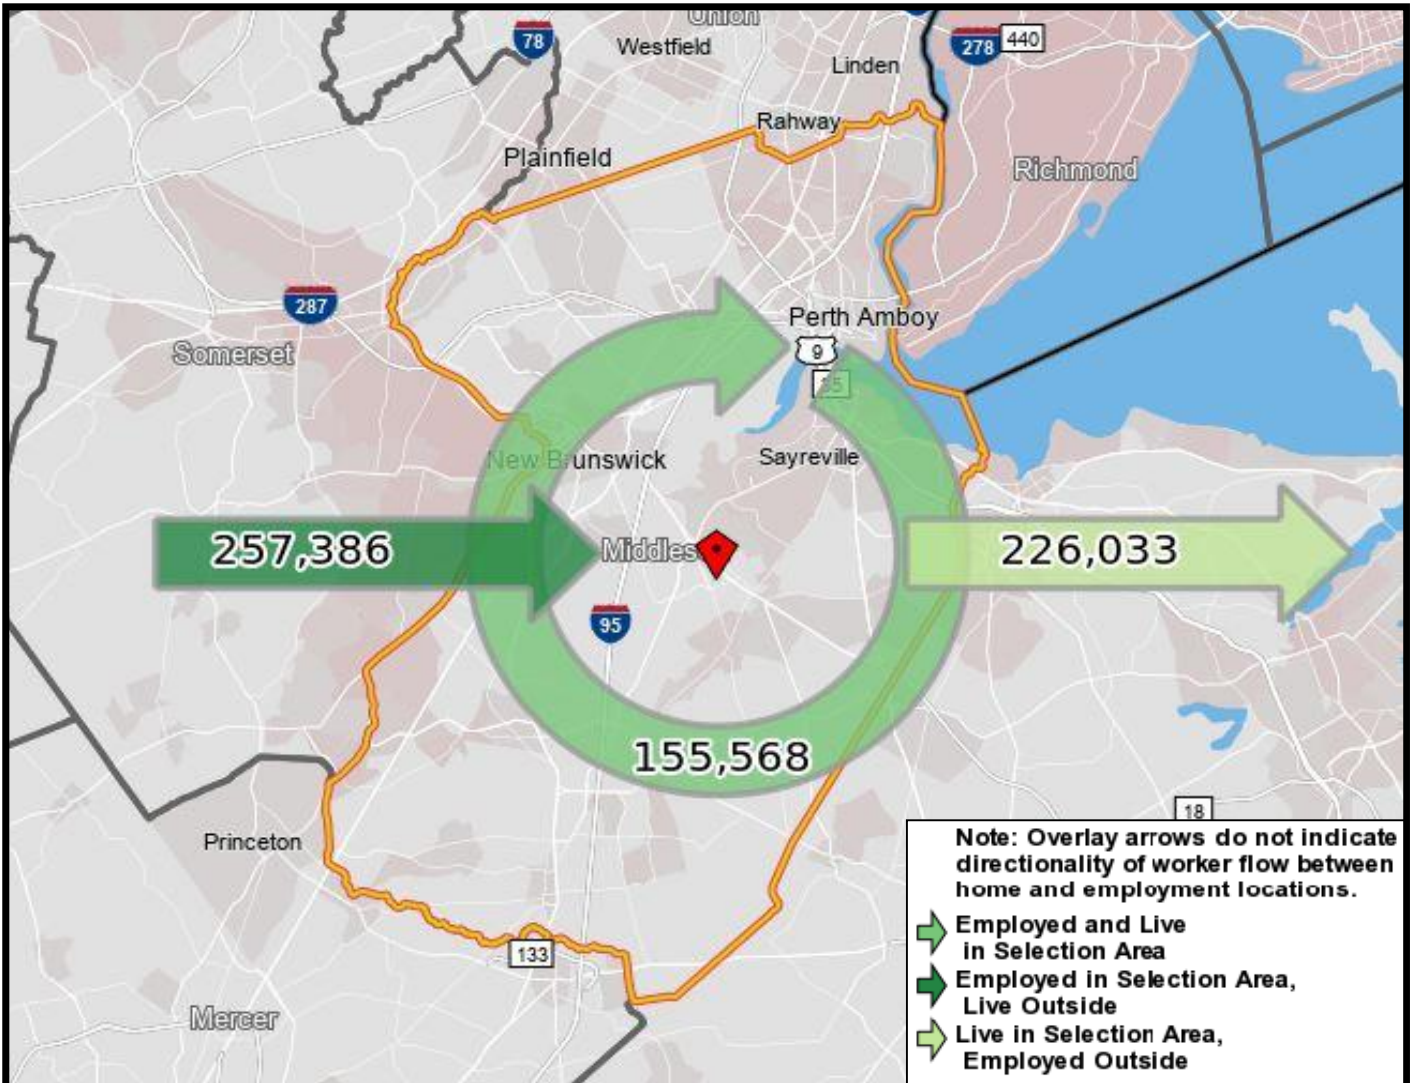 Union
78
Westfield
278
440
Linden
Rahway
Plainfield
Richmond
287
Perth Amboy
9
35
Somerset
New Brunswick
Sayreville
257,386
Middles
226,033
95
155,568
18
Princeton
133
Mercer
Note: Overlay arrows do not indicate
directionality of worker flow between
home and employment locations.
Employed and Live
in Selection Area
Employed in Selection Area,
Live Outside
Live in Selection Area,
Employed Outside